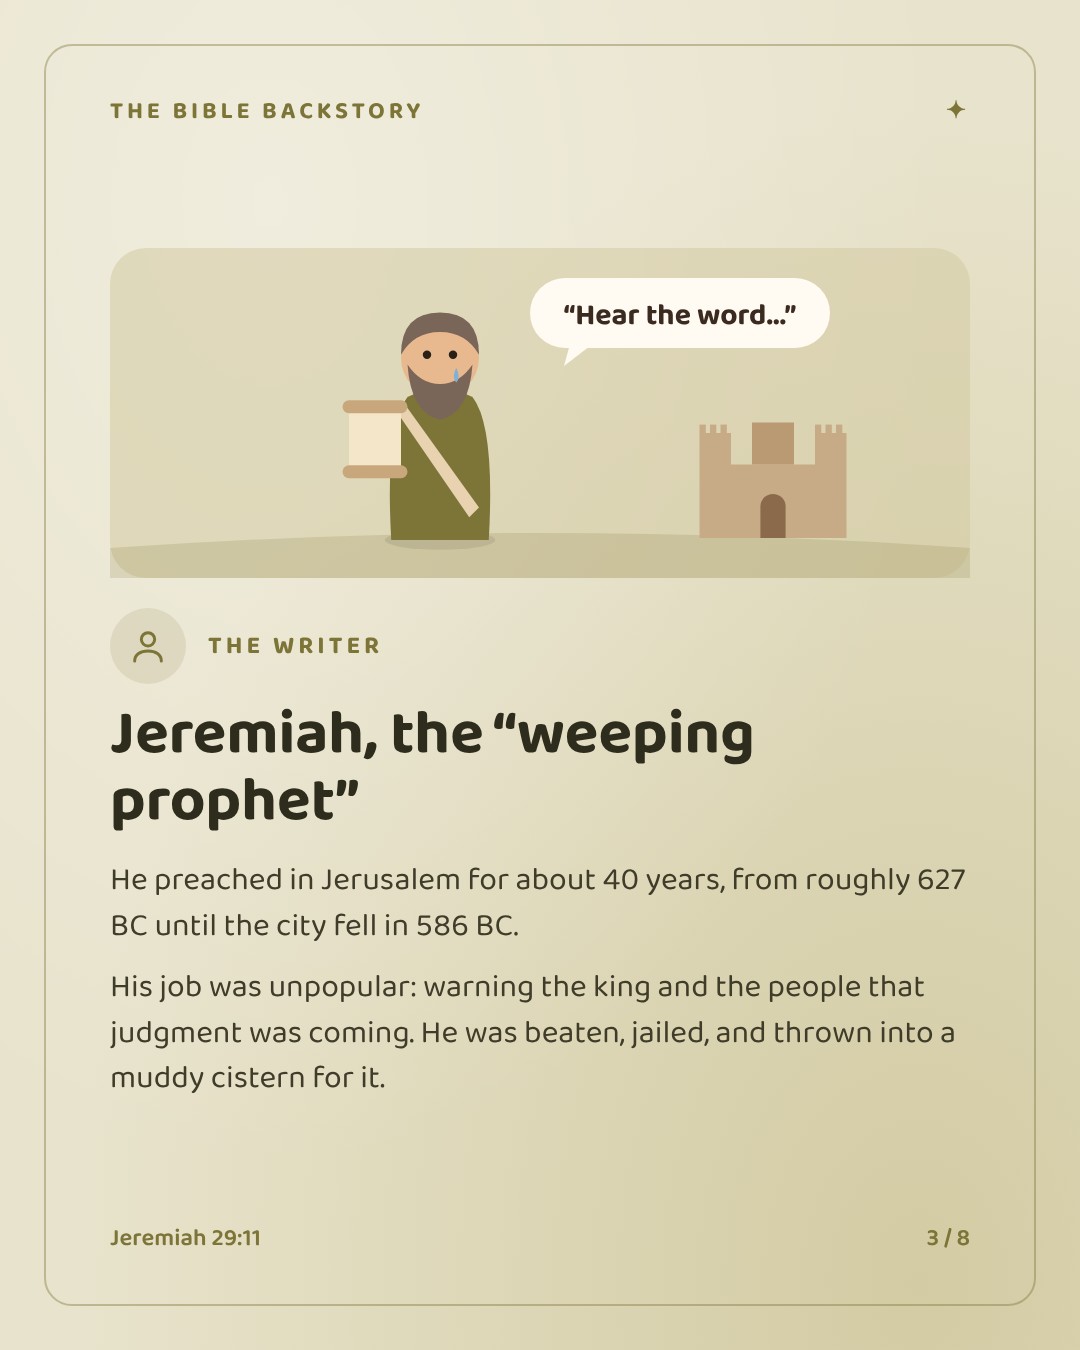 THE BIBLE BACKSTORY
“Hear the word...”
THE WRITER
Jeremiah, the “weeping
prophet”
He preached in Jerusalem for about 40 years, from roughly 627
BC until the city fell in 586 BC.
His job was unpopular: warning the king and the people that
judgment was coming. He was beaten, jailed, and thrown into a
muddy cistern for it.
Jeremiah 29:11
3 / 8